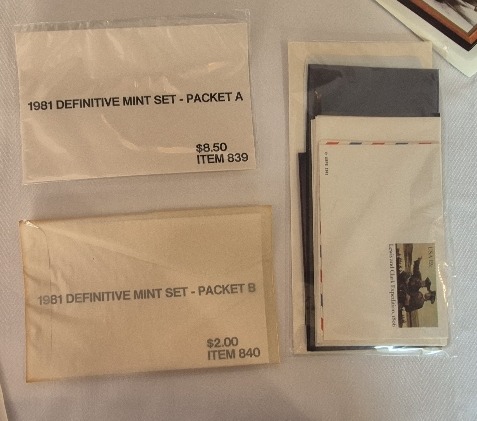 1981 DEFINITIVE MINT SET - PACKET A
$8.50
ITEM 839
1981 DEFINITIVE MINT SET - PACKET B
$2.00
ITEM 840